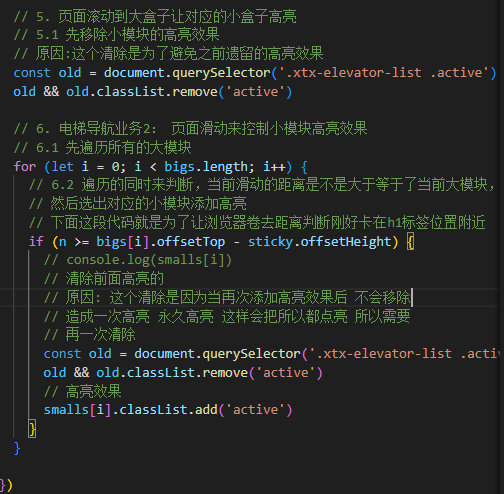 // 5. 页面滚动到大盒子让对应的小盒子高亮
// 5.1 先移除小模块的高亮效果
// 原因:这个清除是为了避免之前遗留的高亮效果
const old = document.querySelector('.xtx-elevator-list .active')
old && old.classList.remove('active')
// 6. 电梯导航业务2: 页面滑动来控制小模块高亮效果
// 6.1 先遍历所有的大模块
for (let i = 0; i < bigs.length; i++) {
// 6.2 遍历的同时来判断，当前滑动的距离是不是大于等于了当前大模块，
// 然后选出对应的小模块添加高亮
// 下面这段代码就是为了让浏览器卷去距离判断刚好卡在h1标签位置附近
if (n >= bigs[i].offsetTop - sticky.offsetHeight) {
// console.log(smalls[i])
// 清除前面高亮的
// 原因: 这个清除是因为当再次添加高亮效果后 不会移除
// 造成一次高亮 永久高亮 这样会把所以都点亮 所以需要
// 再一次清除
const old = document.querySelector('.xtx-elevator-list .activ
old && old.classList.remove('active')
// 高亮效果
smalls[i].classList.add('active')
}
}
})